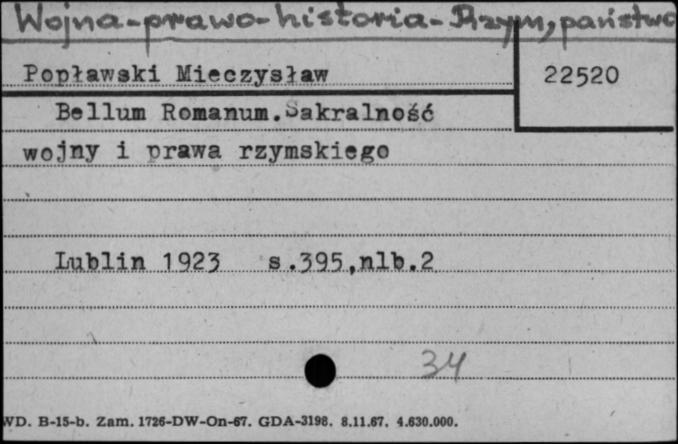 Wojna-prawo-historia-Rzym, państwo
Popławski Mieczysław
22520
Bellum Romanum.Sakralność
wojny i prawa rzymskiego
Lublin 1923 s.395,nlb.2
34
WD. B-15-b. Zam. 1726-DW-On-67. GDA-3198. 8.11.67. 4.630.000.